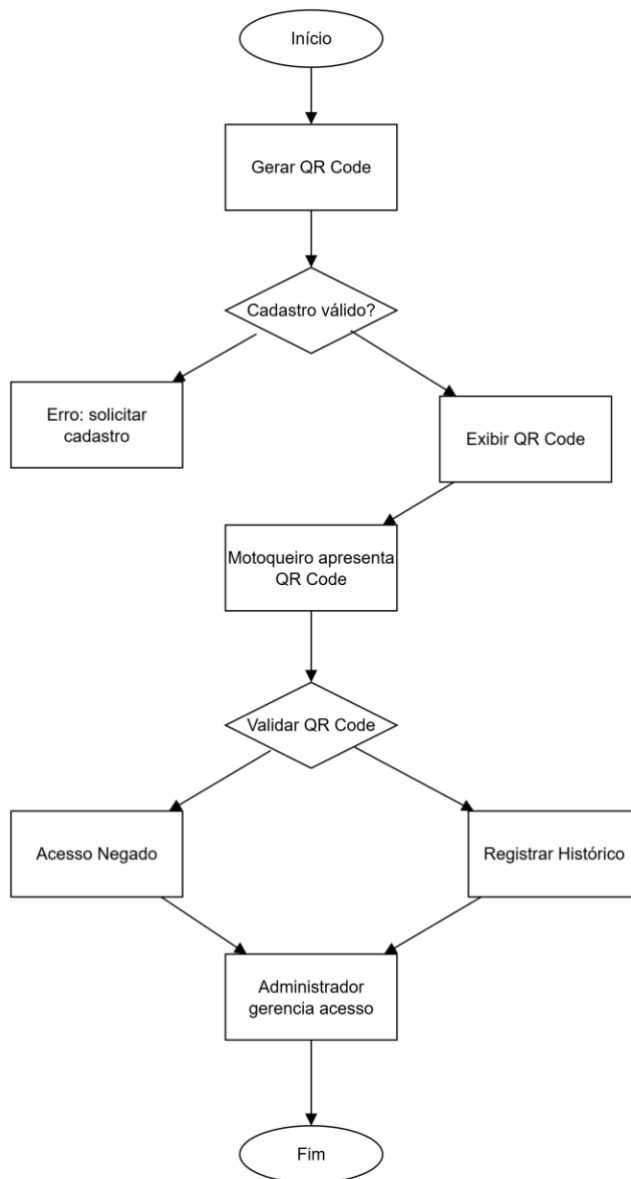 Início
Gerar QR Code
Cadastro válido?
Erro: solicitar
cadastro
Exibir QR Code
Motoqueiro apresenta
QR Code
Validar QR Code
Acesso Negado
Registrar Histórico
Administrador
gerencia acesso
Fim